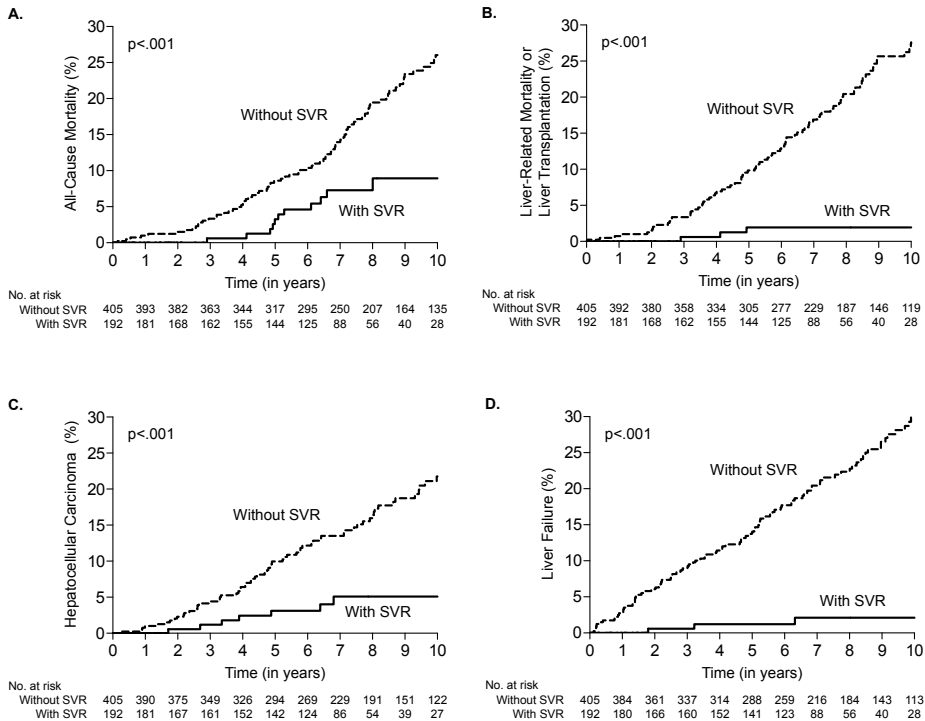 A.
30
25
20
15
10
5
0
All-Cause Mortality (%)
p<.001
Without SVR
With SVR
0 1 2 3 4 5 6 7 8 9 10
Time (in years)
No. at risk
Without SVR 405 393 382 363 344 317 295 250 207 164 135
With SVR 192 181 168 162 155 144 125 88 56 40 28
B.
30
25
20
15
10
5
0
Liver-Related Mortality or
Liver Transplantation (%)
p<.001
Without SVR
With SVR
0 1 2 3 4 5 6 7 8 9 10
Time (in years)
No. at risk
Without SVR 405 392 380 358 334 305 277 229 187 146 119
With SVR 192 181 168 162 155 144 125 88 56 40 28
C.
30
25
20
15
10
5
0
Hepatocellular Carcinoma (%)
p<.001
Without SVR
With SVR
0 1 2 3 4 5 6 7 8 9 10
Time (in years)
No. at risk
Without SVR 405 390 375 349 326 294 269 229 191 151 122
With SVR 192 181 167 161 152 142 124 86 54 39 27
D.
30
25
20
15
10
5
0
Liver Failure (%)
p<.001
Without SVR
With SVR
0 1 2 3 4 5 6 7 8 9 10
Time (in years)
No. at risk
Without SVR 405 384 361 337 314 288 259 216 184 143 113
With SVR 192 180 166 160 152 141 123 88 56 40 28